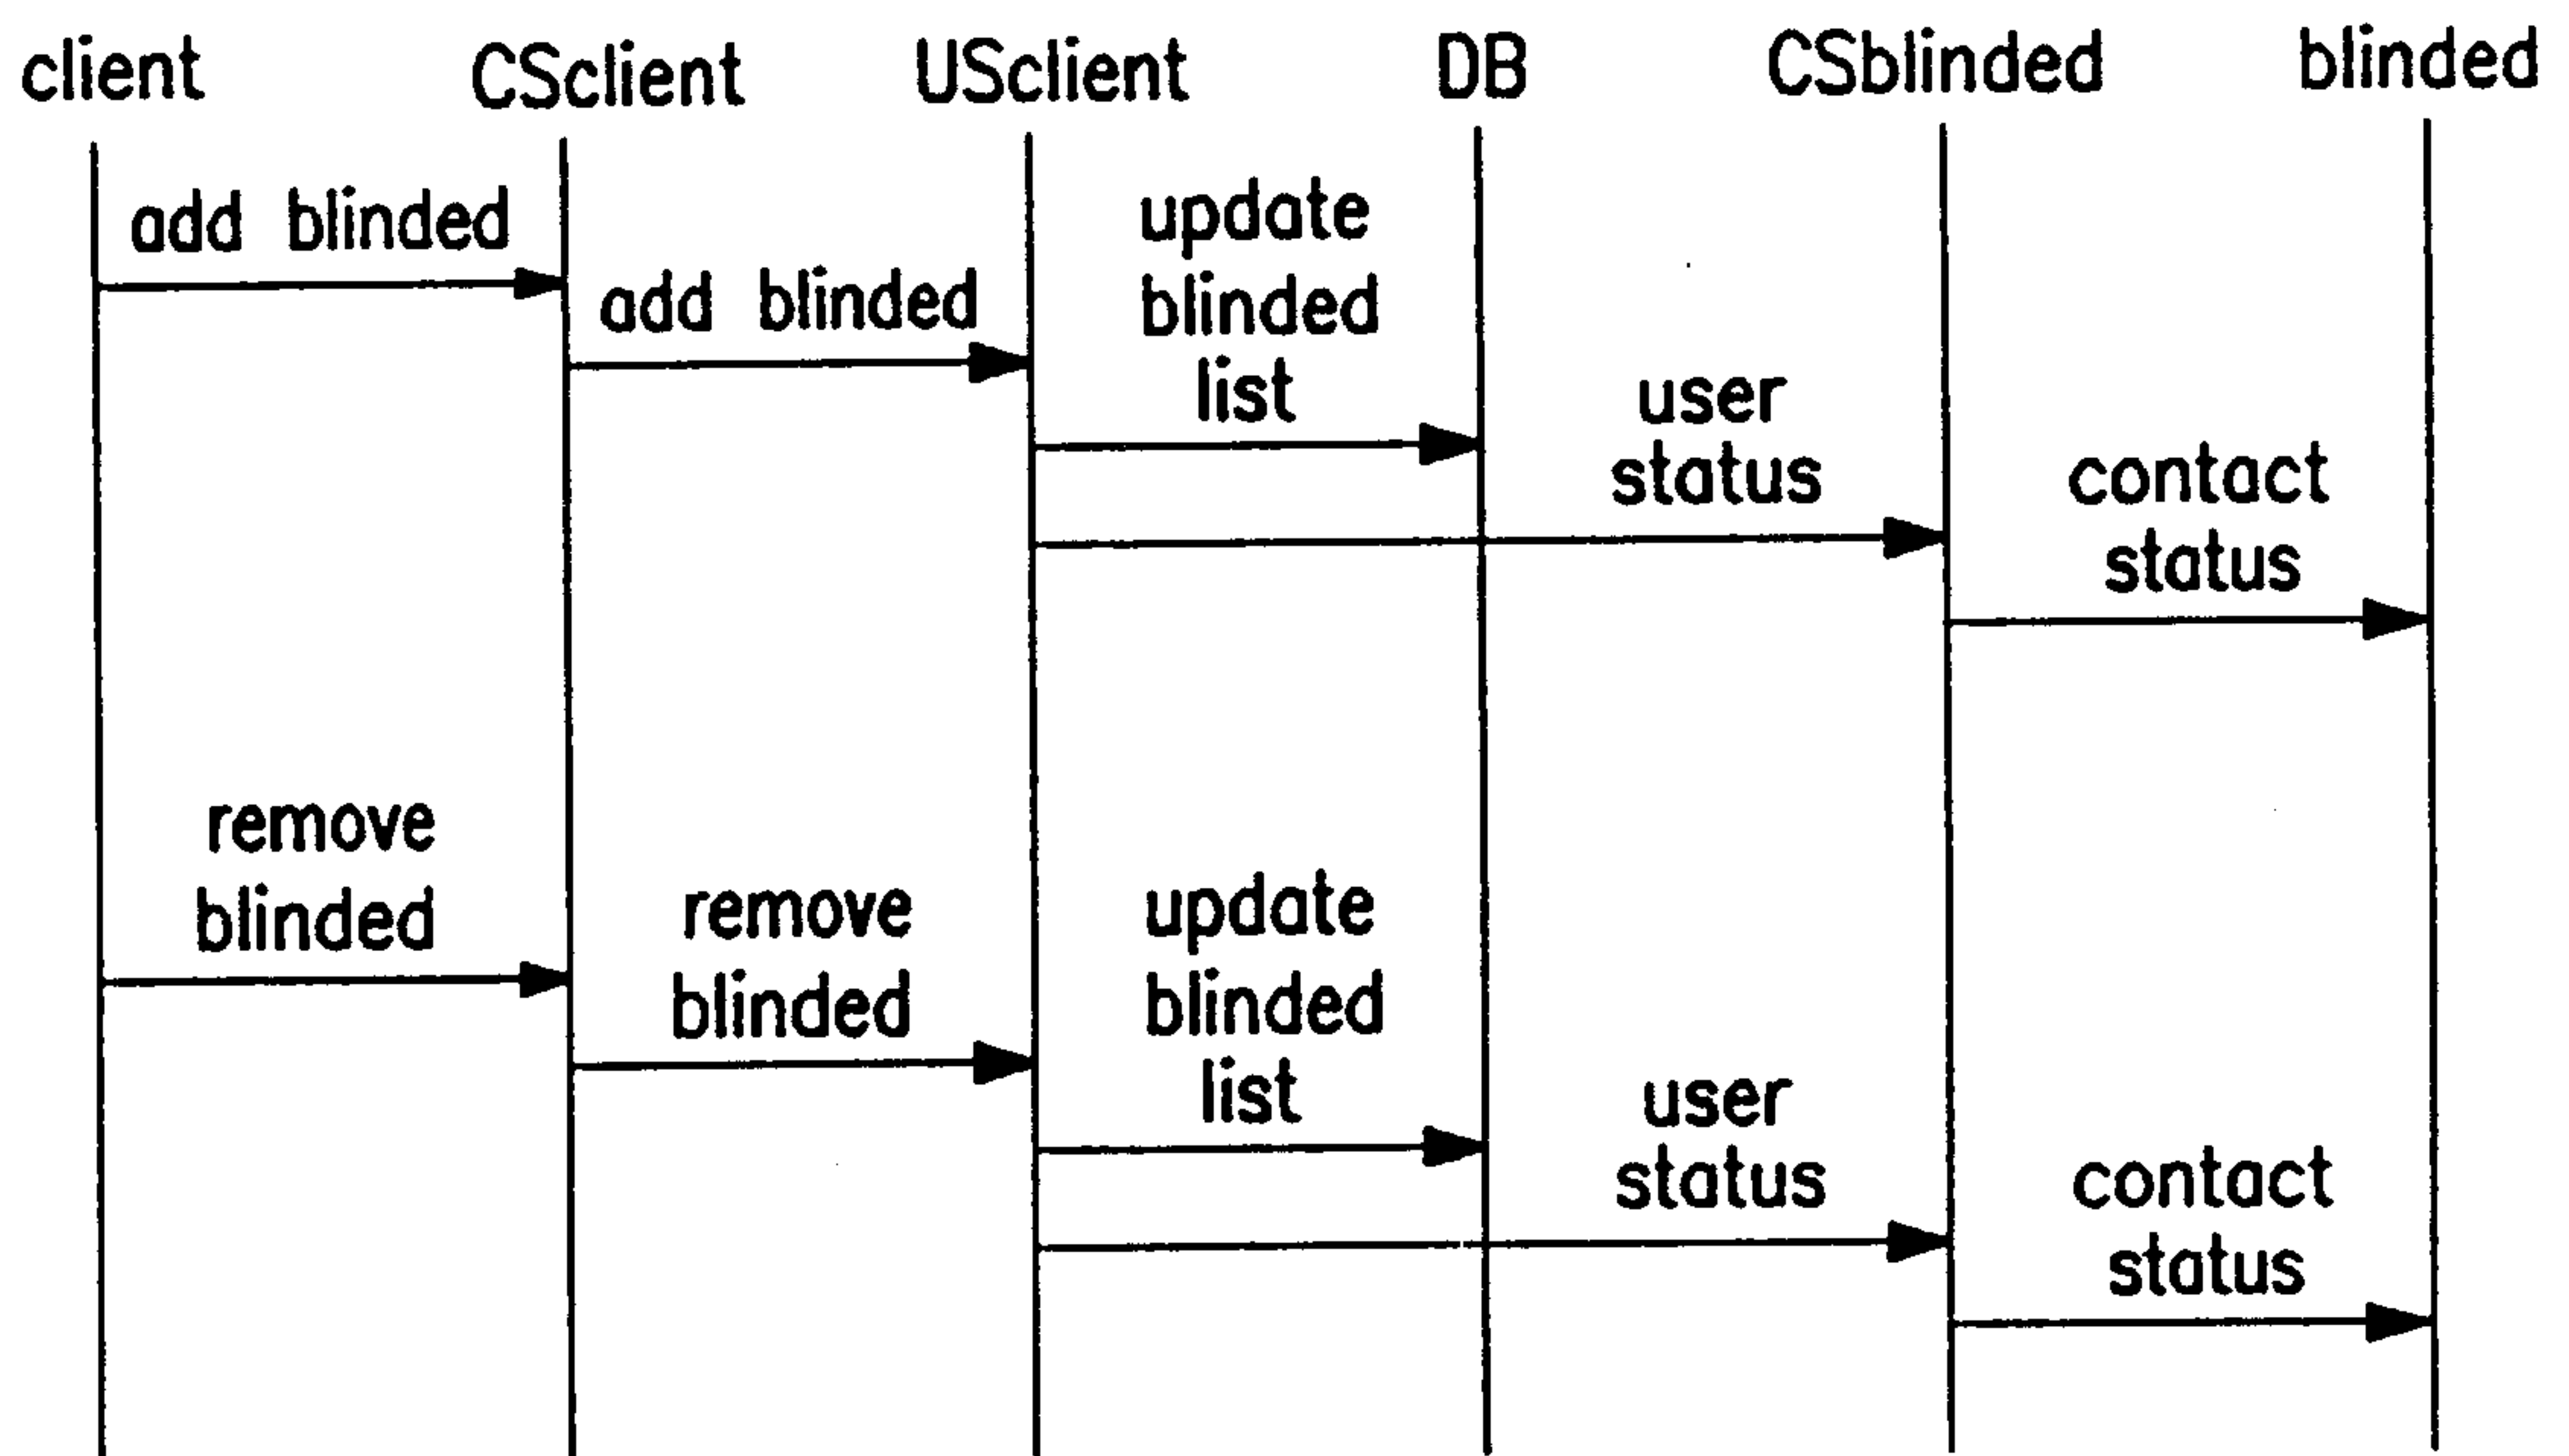 client CSclient USclient DB CSblinded blinded
add blinded
add blinded
update
blinded
list
user
status
contact
status
remove
blinded
remove
blinded
update
blinded
list
user
status
contact
status